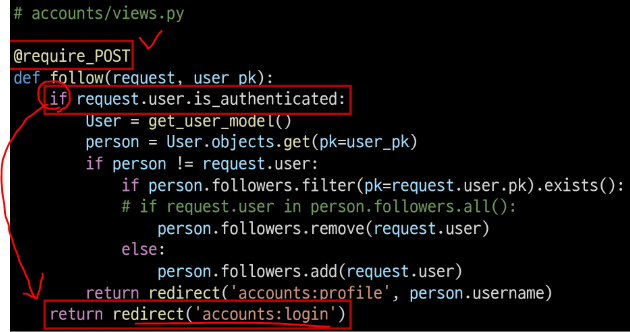 # accounts/views.py
@require_POST
def follow(request, user_pk):
if request.user.is_authenticated:
User = get_user_model()
person = User.objects.get(pk=user_pk)
if person != request.user:
if person.followers.filter(pk=request.user.pk).exists():
# if request.user in person.followers.all():
person.followers.remove(request.user)
else:
person.followers.add(request.user)
return redirect('accounts:profile', person.username)
return redirect('accounts:login')